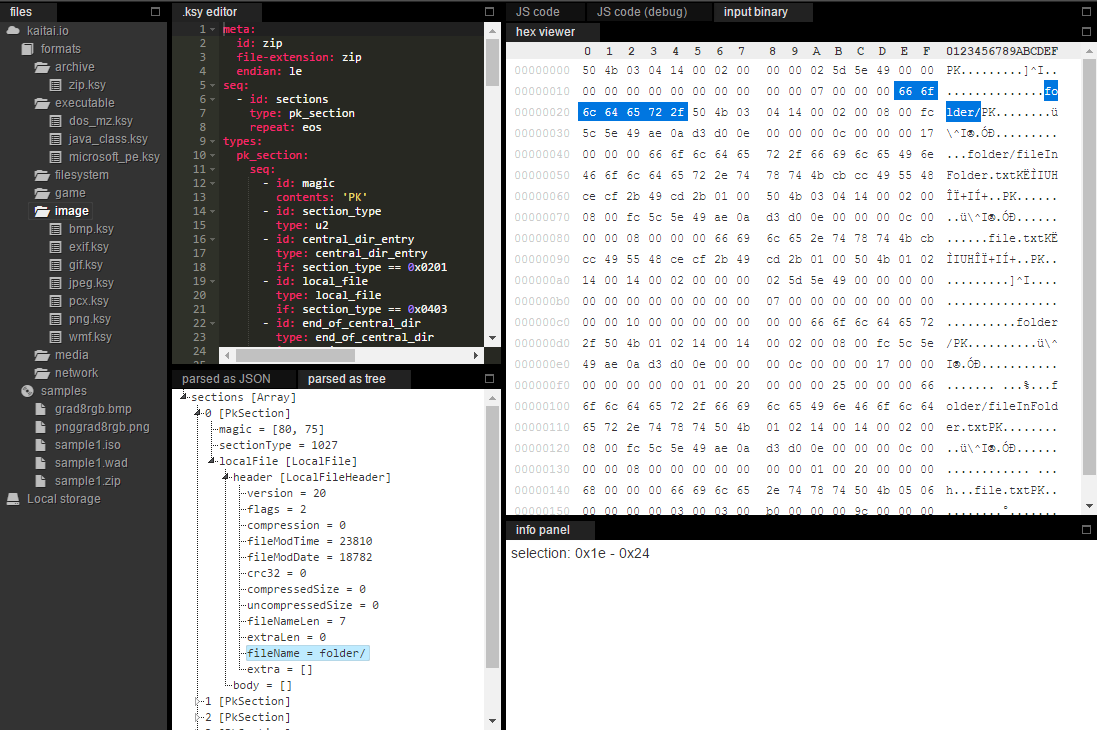 files
kaitai.io
formats
archive
zip.ksy
executable
dos_mz.ksy
java_class.ksy
microsoft_pe.ksy
filesystem
game
image
bmp.ksy
exif.ksy
gif.ksy
jpeg.ksy
pcx.ksy
png.ksy
wmf.ksy
media
network
samples
grad8rgb.bmp
pnggrad8rgb.png
sample1.iso
sample1.wad
sample1.zip
Local storage
.ksy editor
1 meta:
2 id: zip
3 file-extension: zip
4 endian: le
5 seq:
6 - id: sections
7 type: pk_section
8 repeat: eos
9 types:
10 pk_section:
11 seq:
12 - id: magic
13 contents: 'PK'
14 - id: section_type
15 type: u2
16 - id: central_dir_entry
17 type: central_dir_entry
18 if: section_type == 0x0201
19 - id: local_file
20 type: local_file
21 if: section_type == 0x0403
22 - id: end_of_central_dir
23 type: end_of_central_dir
24
parsed as JSON parsed as tree
sections [Array]
0 [PkSection]
magic = [80, 75]
sectionType = 1027
localFile [LocalFile]
header [LocalFileHeader]
version = 20
flags = 2
compression = 0
fileModTime = 23810
fileModDate = 18782
crc32 = 0
compressedSize = 0
uncompressedSize = 0
fileNameLen = 7
extraLen = 0
fileName = folder/
extra = []
body = []
1 [PkSection]
2 [PkSection]
JS code JS code (debug) input binary
hex viewer
0 1 2 3 4 5 6 7 8 9 A B C D E F 0123456789ABCDEF
00000000 50 4b 03 04 14 00 02 00 00 00 02 5d 5e 49 00 00 PK.........]^I..
00000010 00 00 00 00 00 00 00 00 00 00 07 00 00 00 66 6f ..............fo
00000020 6c 64 65 72 2f 50 4b 03 04 14 00 02 00 08 00 fc lder/PK........ü
00000030 5c 5e 49 ae 0a d3 d0 0e 00 00 00 0c 00 00 00 17 \^I®.ÓÐ.........
00000040 00 00 00 66 6f 6c 64 65 72 2f 66 69 6c 65 49 6e ...folder/fileIn
00000050 46 6f 6c 64 65 72 2e 74 78 74 4b cb cc 49 55 48 Folder.txtKËÌIUH
00000060 ce cf 2b 49 cd 2b 01 00 50 4b 03 04 14 00 02 00 ÎÏ+IÍ+..PK......
00000070 08 00 fc 5c 5e 49 ae 0a d3 d0 0e 00 00 00 0c 00 ..ü\^I®.ÓÐ......
00000080 00 00 08 00 00 00 66 69 6c 65 2e 74 78 74 4b cb ......file.txtKË
00000090 cc 49 55 48 ce cf 2b 49 cd 2b 01 00 50 4b 01 02 ÌIUHÎÏ+IÍ+..PK..
000000a0 14 00 14 00 02 00 00 00 02 5d 5e 49 00 00 00 00 .........]^I....
000000b0 00 00 00 00 00 00 00 00 07 00 00 00 00 00 00 00 ................
000000c0 00 00 10 00 00 00 00 00 00 00 66 6f 6c 64 65 72 ..........folder
000000d0 2f 50 4b 01 02 14 00 14 00 02 00 08 00 fc 5c 5e /PK..........ü\^
000000e0 49 ae 0a d3 d0 0e 00 00 00 0c 00 00 00 17 00 00 I®.ÓÐ...........
000000f0 00 00 00 00 00 01 00 20 00 00 00 25 00 00 00 66 ....... ...%...f
00000100 6f 6c 64 65 72 2f 66 69 6c 65 49 6e 46 6f 6c 64 older/fileInFold
00000110 65 72 2e 74 78 74 50 4b 01 02 14 00 14 00 02 00 er.txtPK........
00000120 08 00 fc 5c 5e 49 ae 0a d3 d0 0e 00 00 00 0c 00 ..ü\^I®.ÓÐ......
00000130 00 00 08 00 00 00 00 00 00 00 01 00 20 00 00 00 ............ ...
00000140 68 00 00 00 66 69 6c 65 2e 74 78 74 50 4b 05 06 h...file.txtPK..
00000150 00 00 00 00 03 00 03 00 b0 00 00 00 9c 00 00 00 ........°.......
info panel
selection: 0x1e - 0x24